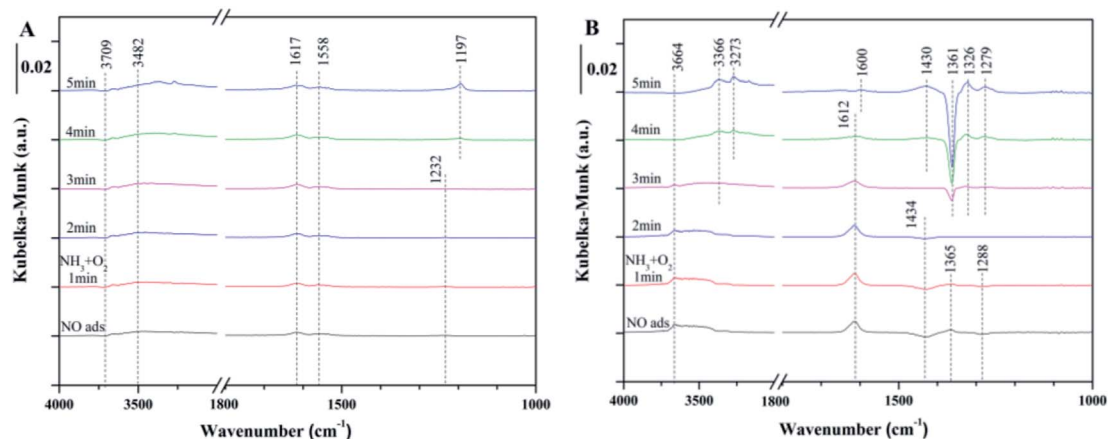 A
0.02
3709
3482
1617
1558
1197
1232
5min
4min
3min
2min
NH₃+O₂
1min
NO ads
Kubelka-Munk (a.u.)
4000
3500
1800
1500
1000
Wavenumber (cm⁻¹)
B
0.02
3664
3366
3273
1600
1612
1430
1361
1326
1279
1434
1365
1288
5min
4min
3min
2min
NH₃+O₂
1min
NO ads
Kubelka-Munk (a.u.)
4000
3500
1800
1500
1000
Wavenumber (cm⁻¹)